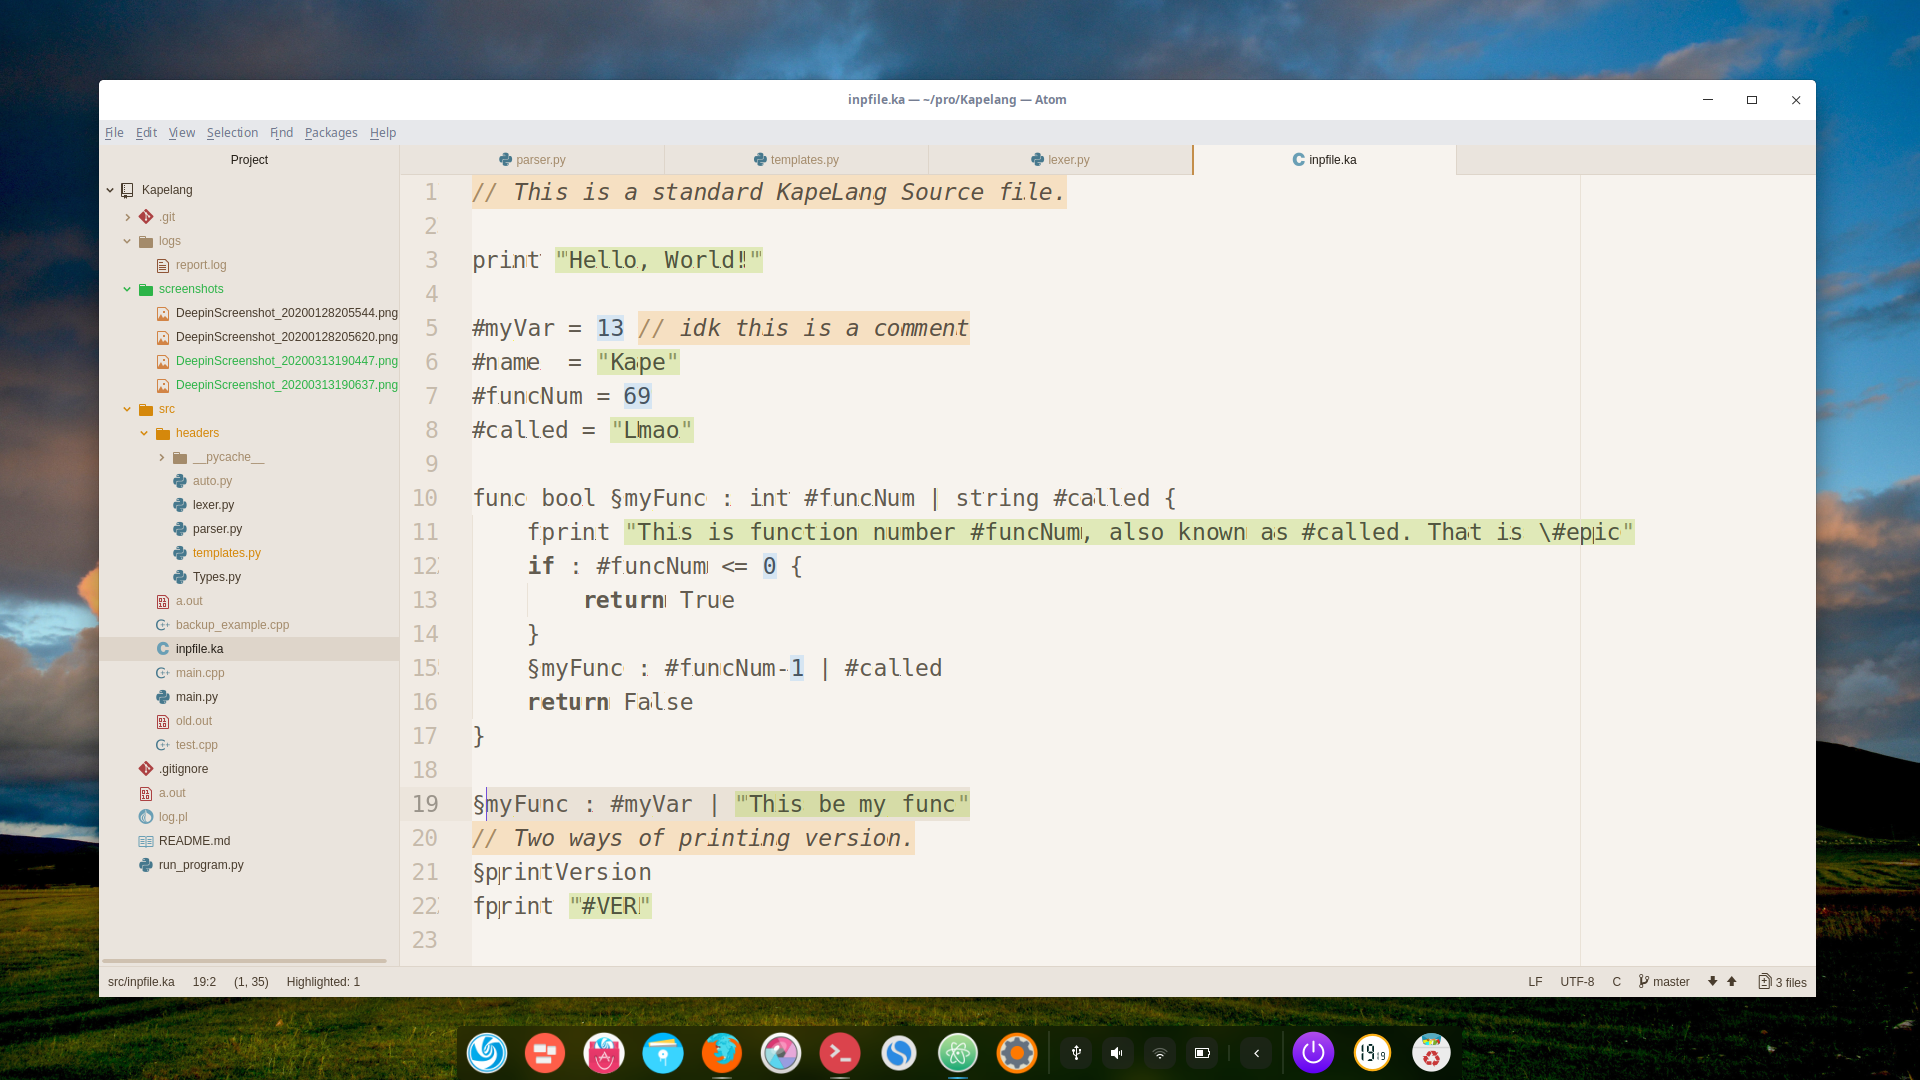 inpfile.ka — ~/pro/Kapelang — Atom
File Edit View Selection Find Packages Help
Project
parser.py templates.py lexer.py inpfile.ka
Kapelang
.git
logs
report.log
screenshots
DeepinScreenshot_20200128205544.png
DeepinScreenshot_20200128205620.png
DeepinScreenshot_20200313190447.png
DeepinScreenshot_20200313190637.png
src
headers
__pycache__
auto.py
lexer.py
parser.py
templates.py
Types.py
a.out
backup_example.cpp
inpfile.ka
main.cpp
main.py
old.out
test.cpp
.gitignore
a.out
log.pl
README.md
run_program.py
1 // This is a standard KapeLang Source file.
2
3 print "Hello, World!"
4
5 #myVar = 13 // idk this is a comment
6 #name  = "Kape"
7 #funcNum = 69
8 #called = "Lmao"
9
10 func bool §myFunc : int #funcNum | string #called {
11     fprint "This is function number #funcNum, also known as #called. That is \#epic"
12     if : #funcNum <= 0 {
13         return True
14     }
15     §myFunc : #funcNum-1 | #called
16     return False
17 }
18
19 §myFunc : #myVar | "This be my func"
20 // Two ways of printing version.
21 §printVersion
22 fprint "#VER"
23
src/inpfile.ka 19:2 (1, 35) Highlighted: 1 LF UTF-8 C master 3 files
19 19